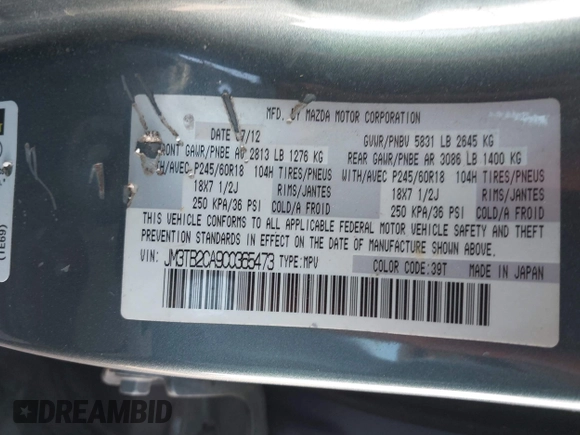 MFD. BY MAZDA MOTOR CORPORATION
DATE 07/12 GVWR/PNBV 5831 LB 2645 KG
FRONT GAWR/PNBE AV 2813 LB 1276 KG REAR GAWR/PNBE AR 3086 LB 1400 KG
WITH/AVEC P245/60R18 104H TIRES/PNEUS WITH/AVEC P245/60R18 104H TIRES/PNEUS
18X7 1/2J RIMS/JANTES 18X7 1/2J RIMS/JANTES
250 KPA/36 PSI COLD/A FROID 250 KPA/36 PSI COLD/A FROID
THIS VEHICLE CONFORMS TO ALL APPLICABLE FEDERAL MOTOR VEHICLE SAFETY AND THEFT
PREVENTION STANDARDS IN EFFECT ON THE DATE OF MANUFACTURE SHOWN ABOVE.
VIN: JM3TB2CA9C0365473 TYPE:MPV COLOR CODE:39T MADE IN JAPAN
(TE69)
DREAMBID